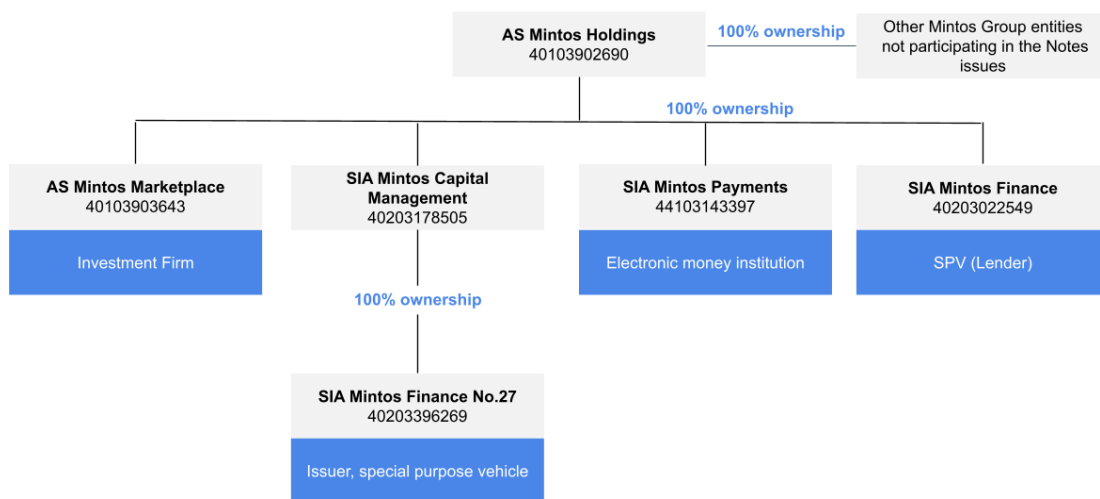 AS Mintos Holdings
40103902690
100% ownership
Other Mintos Group entities
not participating in the Notes
issues
100% ownership
AS Mintos Marketplace
40103903643
Investment Firm
SIA Mintos Capital
Management
40203178505
SIA Mintos Payments
44103143397
Electronic money institution
SIA Mintos Finance
40203022549
SPV (Lender)
100% ownership
SIA Mintos Finance No.27
40203396269
Issuer, special purpose vehicle